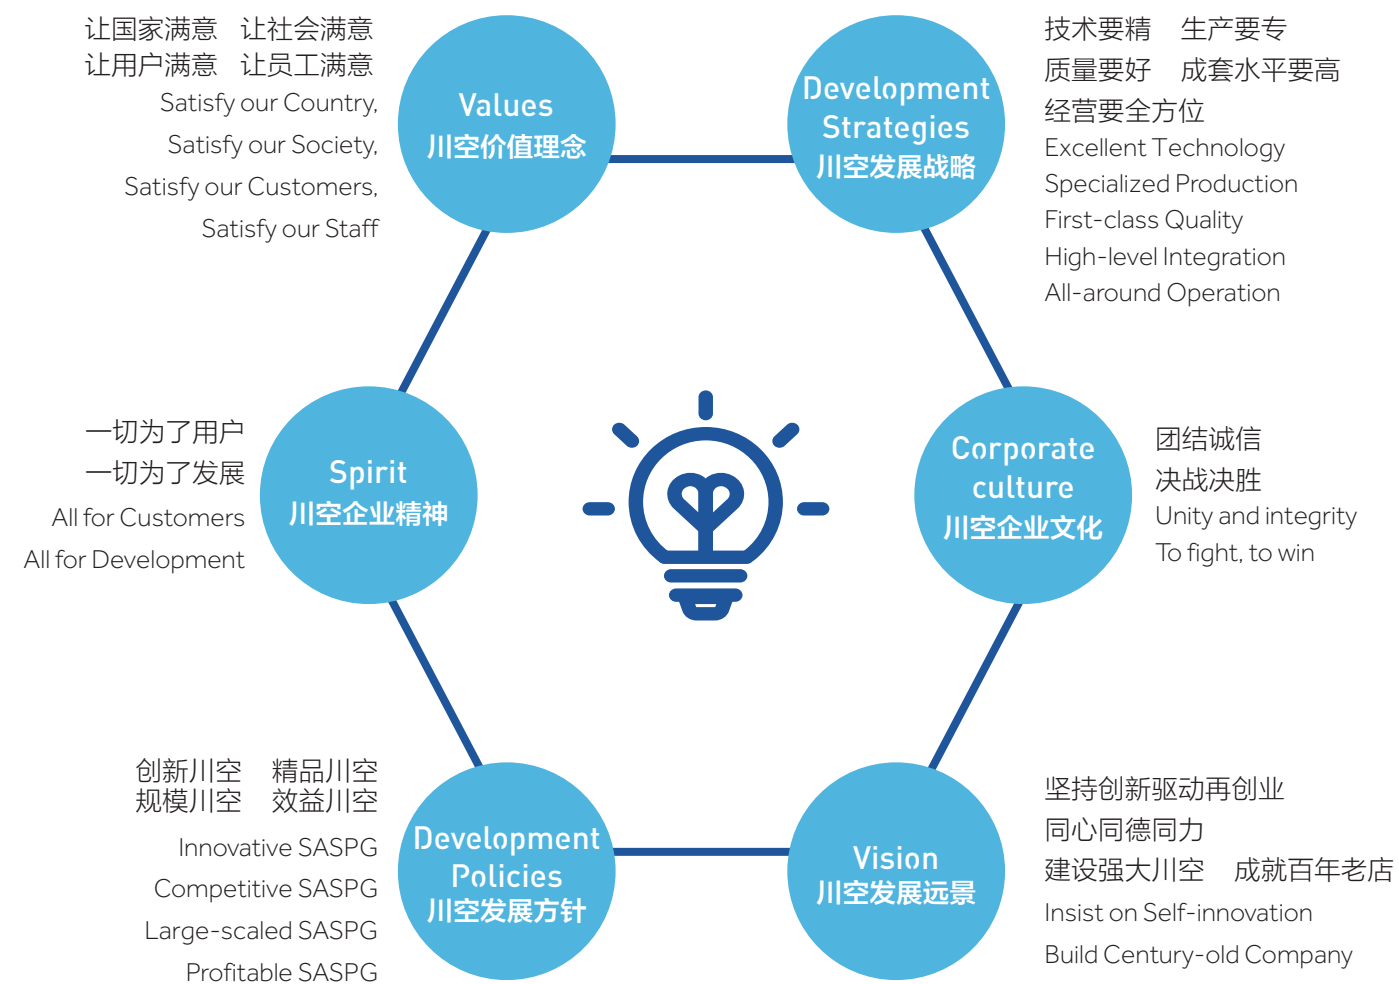 让国家满意 让社会满意
让用户满意 让员工满意
Satisfy our Country,
Satisfy our Society,
Satisfy our Customers,
Satisfy our Staff
Values
川空价值理念
Development
Strategies
川空发展战略
技术要精 生产要专
质量要好 成套水平要高
经营要全方位
Excellent Technology
Specialized Production
First-class Quality
High-level Integration
All-around Operation
一切为了用户
一切为了发展
All for Customers
All for Development
Spirit
川空企业精神
Corporate
culture
川空企业文化
团结诚信
决战决胜
Unity and integrity
To fight, to win
创新川空 精品川空
规模川空 效益川空
Innovative SASPG
Competitive SASPG
Large-scaled SASPG
Profitable SASPG
Development
Policies
川空发展方针
Vision
川空发展远景
坚持创新驱动再创业
同心同德同力
建设强大川空 成就百年老店
Insist on Self-innovation
Build Century-old Company